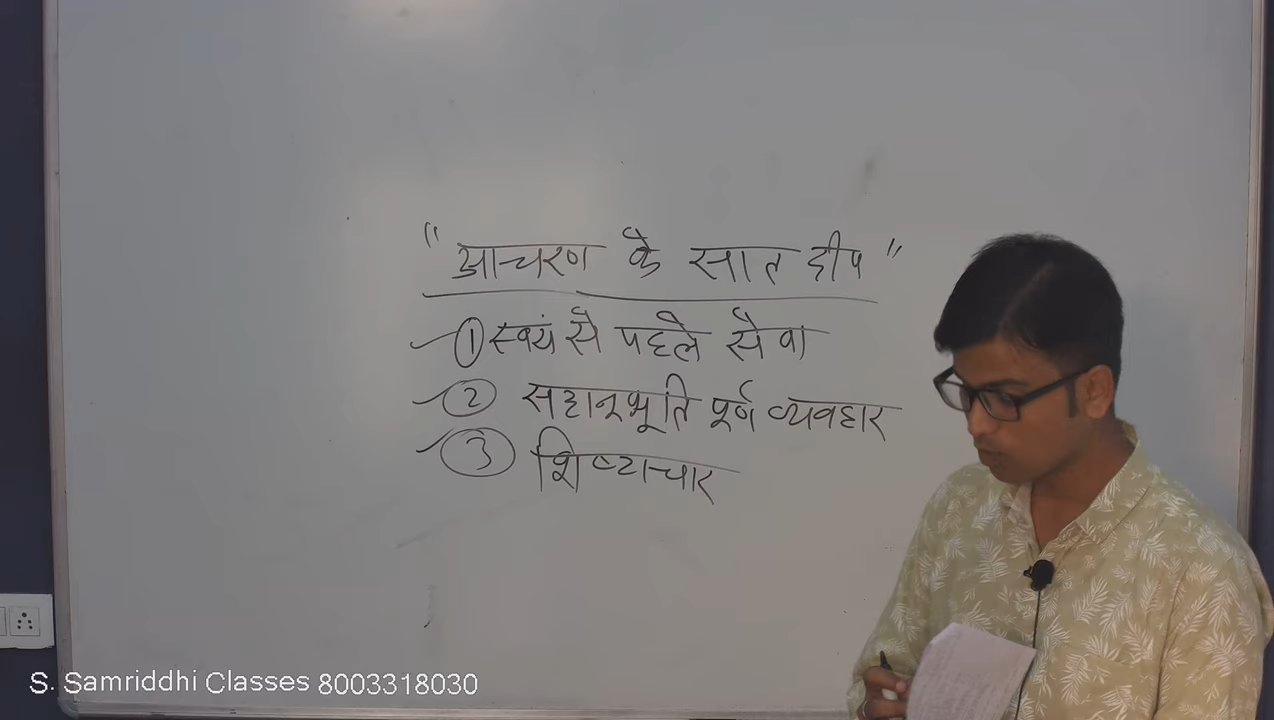 "आचरण के सात दीप"
① स्वयं से पहले सेवा
② सहानुभूति पूर्ण व्यवहार
③ शिष्टाचार
S. Samriddhi Classes 8003318030